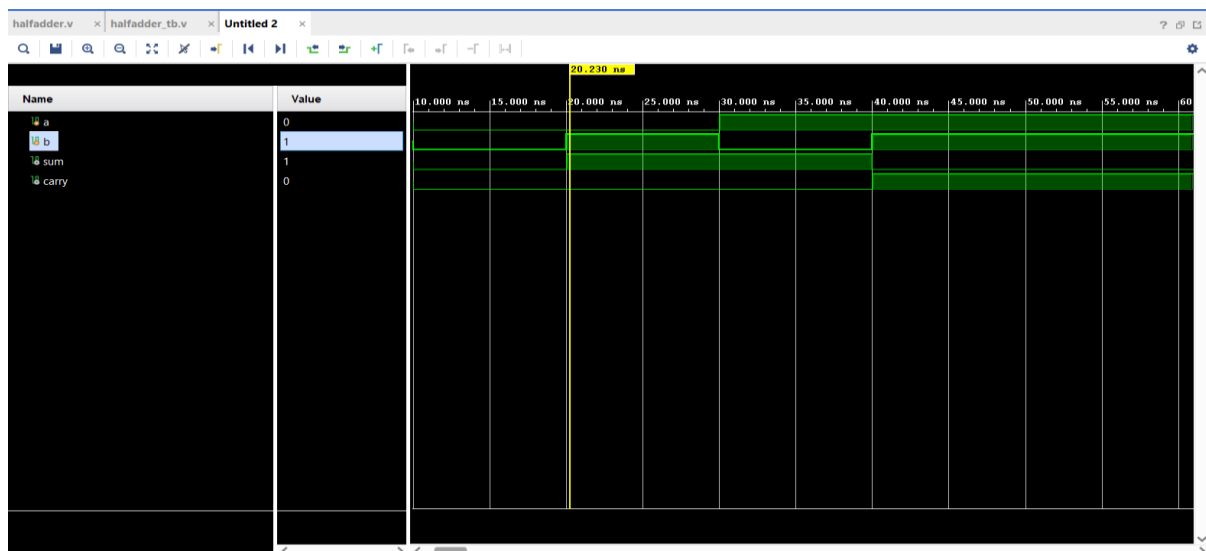 halfadder.v × halfadder_tb.v × Untitled 2 ×
20.230 ns
Name Value 10.000 ns 15.000 ns 20.000 ns 25.000 ns 30.000 ns 35.000 ns 40.000 ns 45.000 ns 50.000 ns 55.000 ns 60
a 0
b 1
sum 1
carry 0